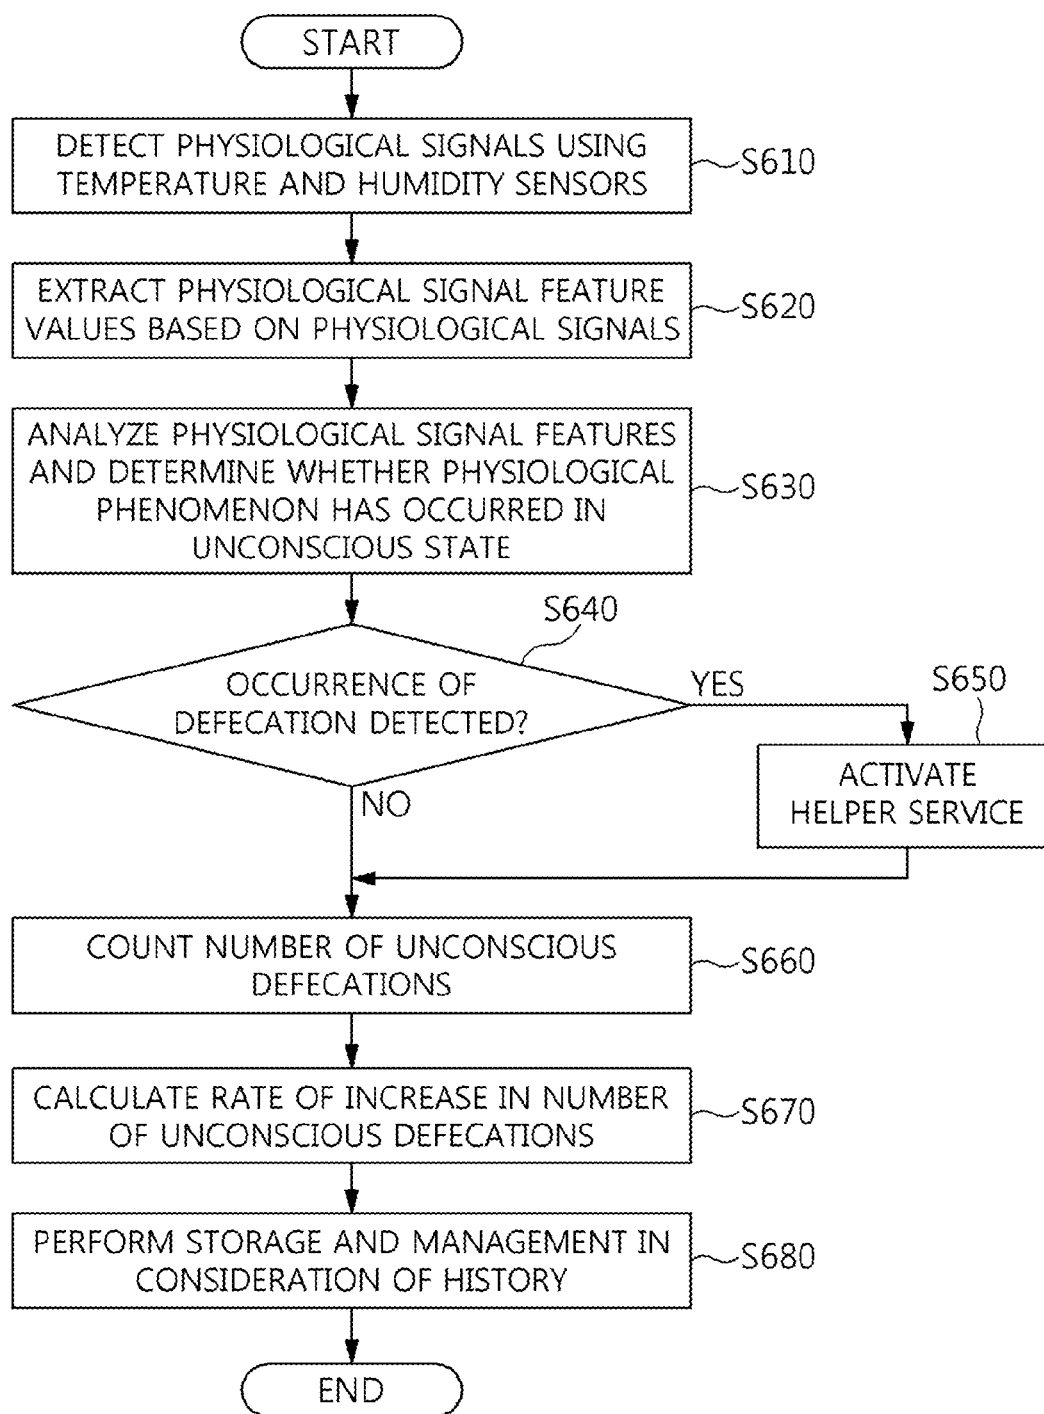 START
DETECT PHYSIOLOGICAL SIGNALS USING
TEMPERATURE AND HUMIDITY SENSORS
S610
EXTRACT PHYSIOLOGICAL SIGNAL FEATURE
VALUES BASED ON PHYSIOLOGICAL SIGNALS
S620
ANALYZE PHYSIOLOGICAL SIGNAL FEATURES
AND DETERMINE WHETHER PHYSIOLOGICAL
PHENOMENON HAS OCCURRED IN
UNCONSCIOUS STATE
S630
S640
OCCURRENCE OF
DEFECATION DETECTED?
YES
S650
ACTIVATE
HELPER SERVICE
NO
COUNT NUMBER OF UNCONSCIOUS
DEFECATIONS
S660
CALCULATE RATE OF INCREASE IN NUMBER
OF UNCONSCIOUS DEFECATIONS
S670
PERFORM STORAGE AND MANAGEMENT IN
CONSIDERATION OF HISTORY
S680
END